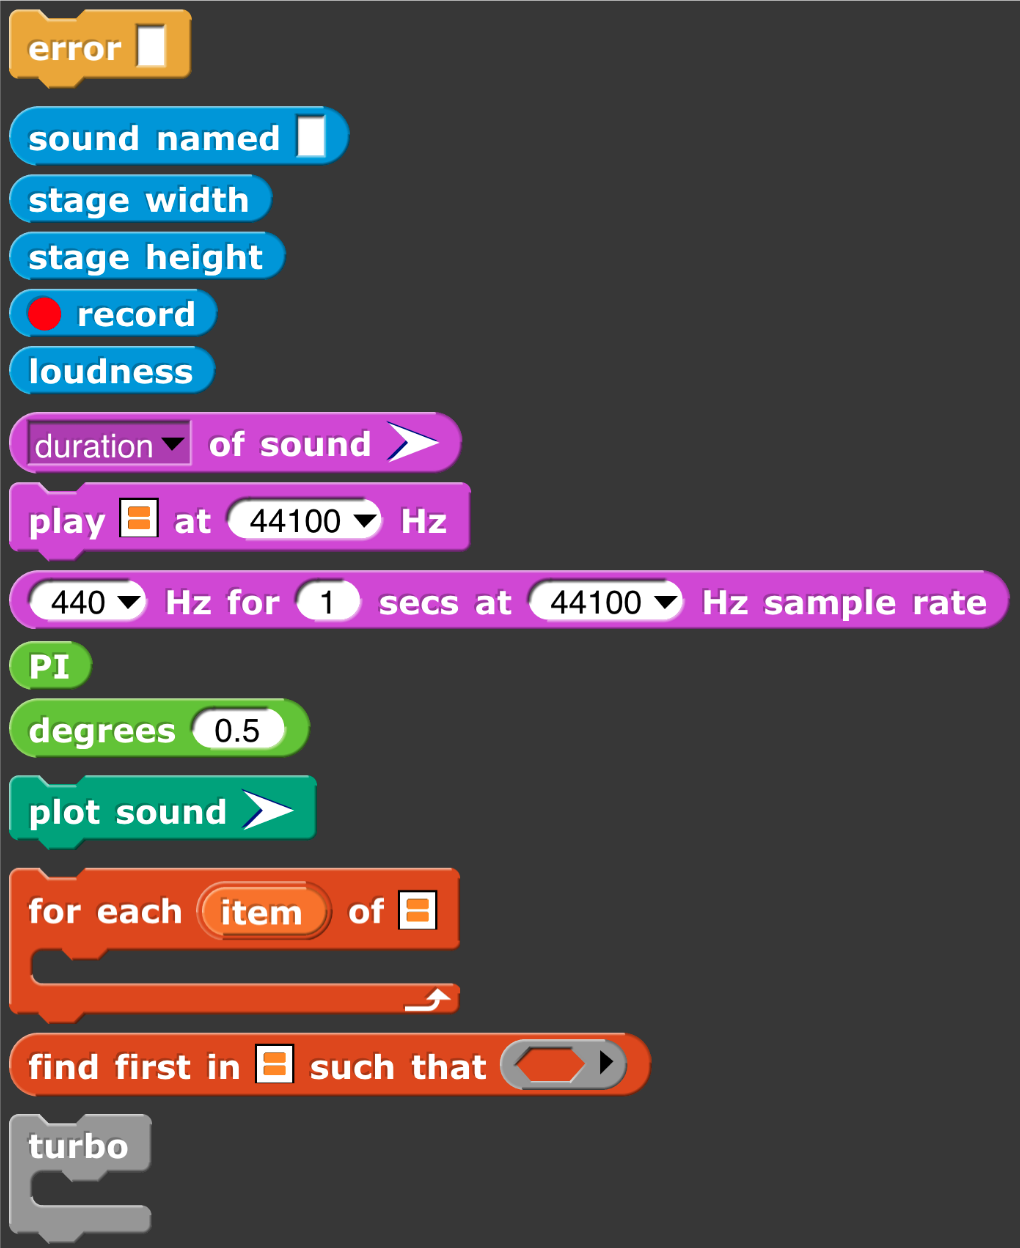 error
sound named
stage width
stage height
record
loudness
duration of sound
play at 44100 Hz
440 Hz for 1 secs at 44100 Hz sample rate
PI
degrees 0.5
plot sound
for each item of
find first in such that
turbo